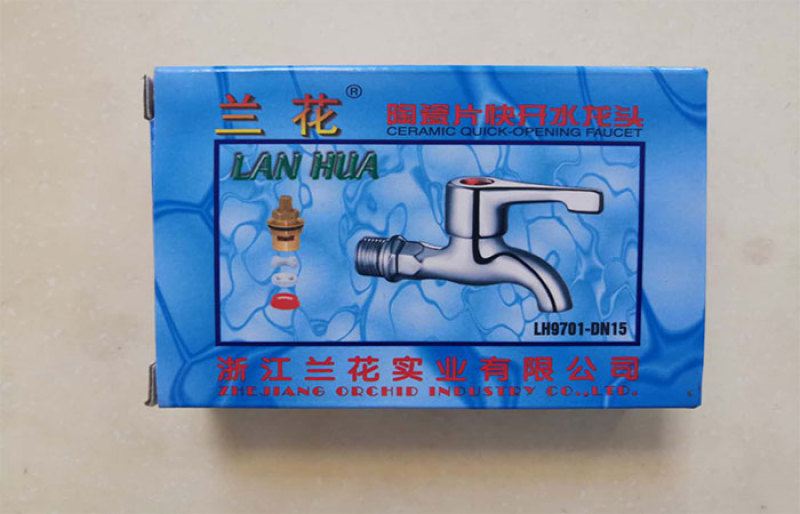 兰花®
陶瓷片快开水龙头
CERAMIC QUICK-OPENING FAUCET
LAN HUA
LH9701-DN15
浙江兰花实业有限公司
ZHEJIANG ORCHID INDUSTRY CO.,LTD.